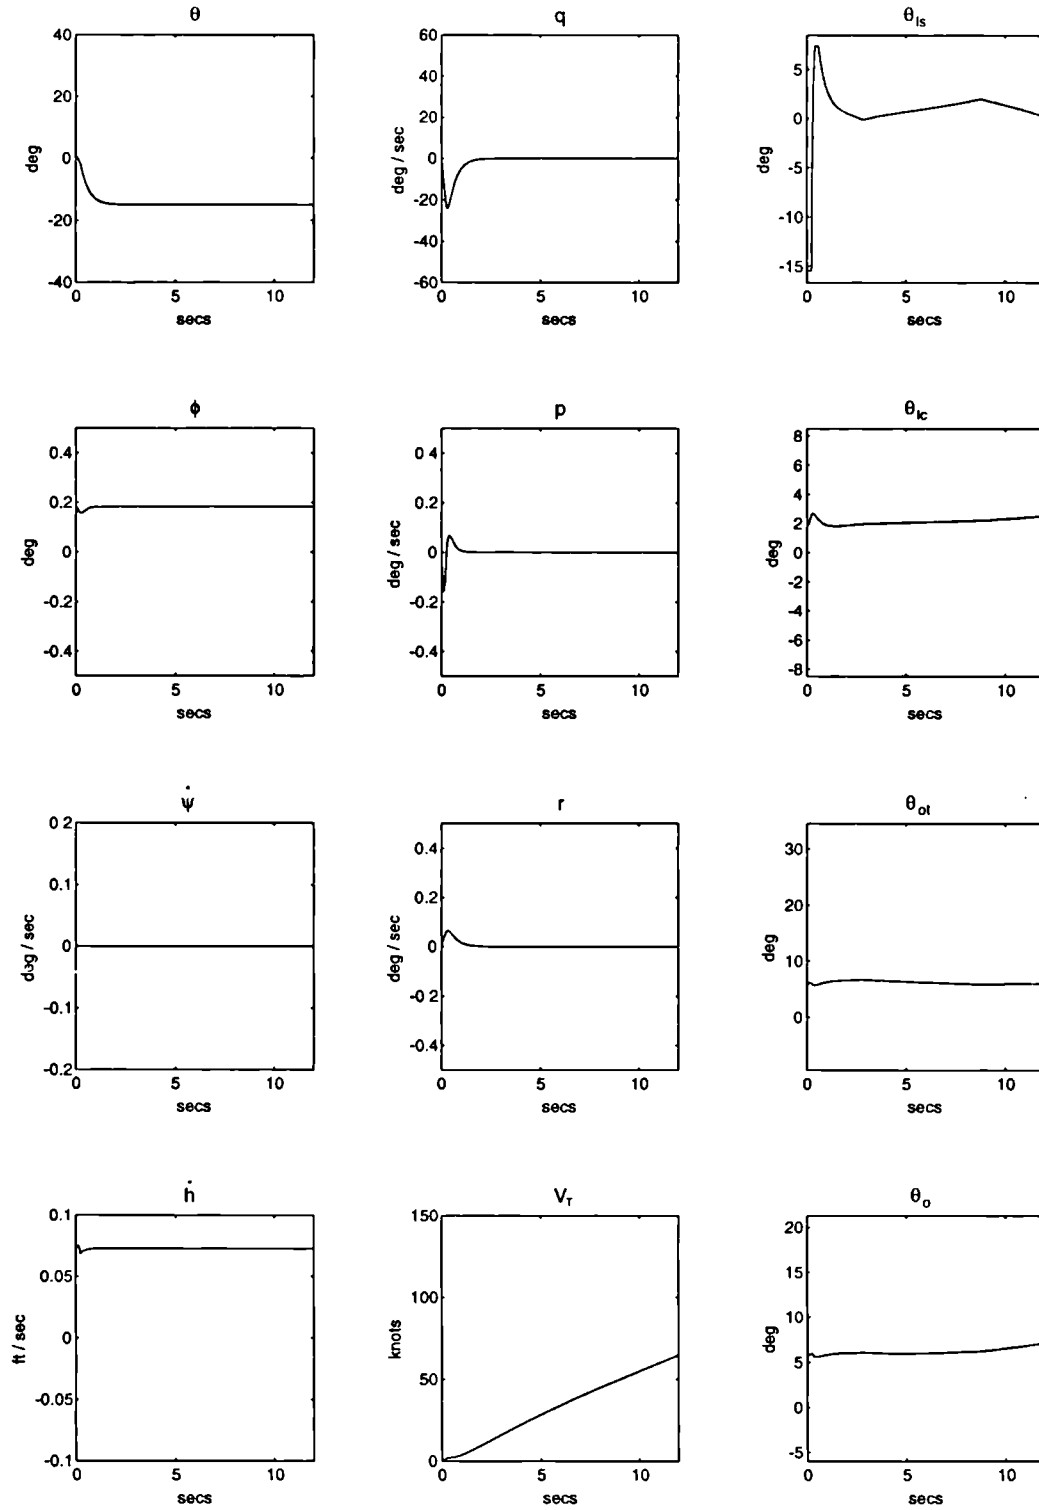 θ
40
20
0
-20
-40
deg
0 5 10
secs
q
60
40
20
0
-20
-40
-60
deg / sec
0 5 10
secs
θls
5
0
-5
-10
-15
deg
0 5 10
secs
ϕ
0.4
0.2
0
-0.2
-0.4
deg
0 5 10
secs
p
0.4
0.2
0
-0.2
-0.4
deg / sec
0 5 10
secs
θlc
8
6
4
2
0
-2
-4
-6
-8
deg
0 5 10
secs
ψ̇
0 2
0.1
0
-0.1
-0.2
deg / sec
0 5 10
secs
r
0.4
0.2
0
-0.2
-0.4
deg / sec
0 5 10
secs
θot
30
20
10
0
deg
0 5 10
secs
ḣ
0.1
0.05
0
-0.05
-0.1
ft / sec
0 5 10
secs
VT
150
100
50
0
knots
0 5 10
secs
θo
20
15
10
5
0
-5
deg
0 5 10
secs